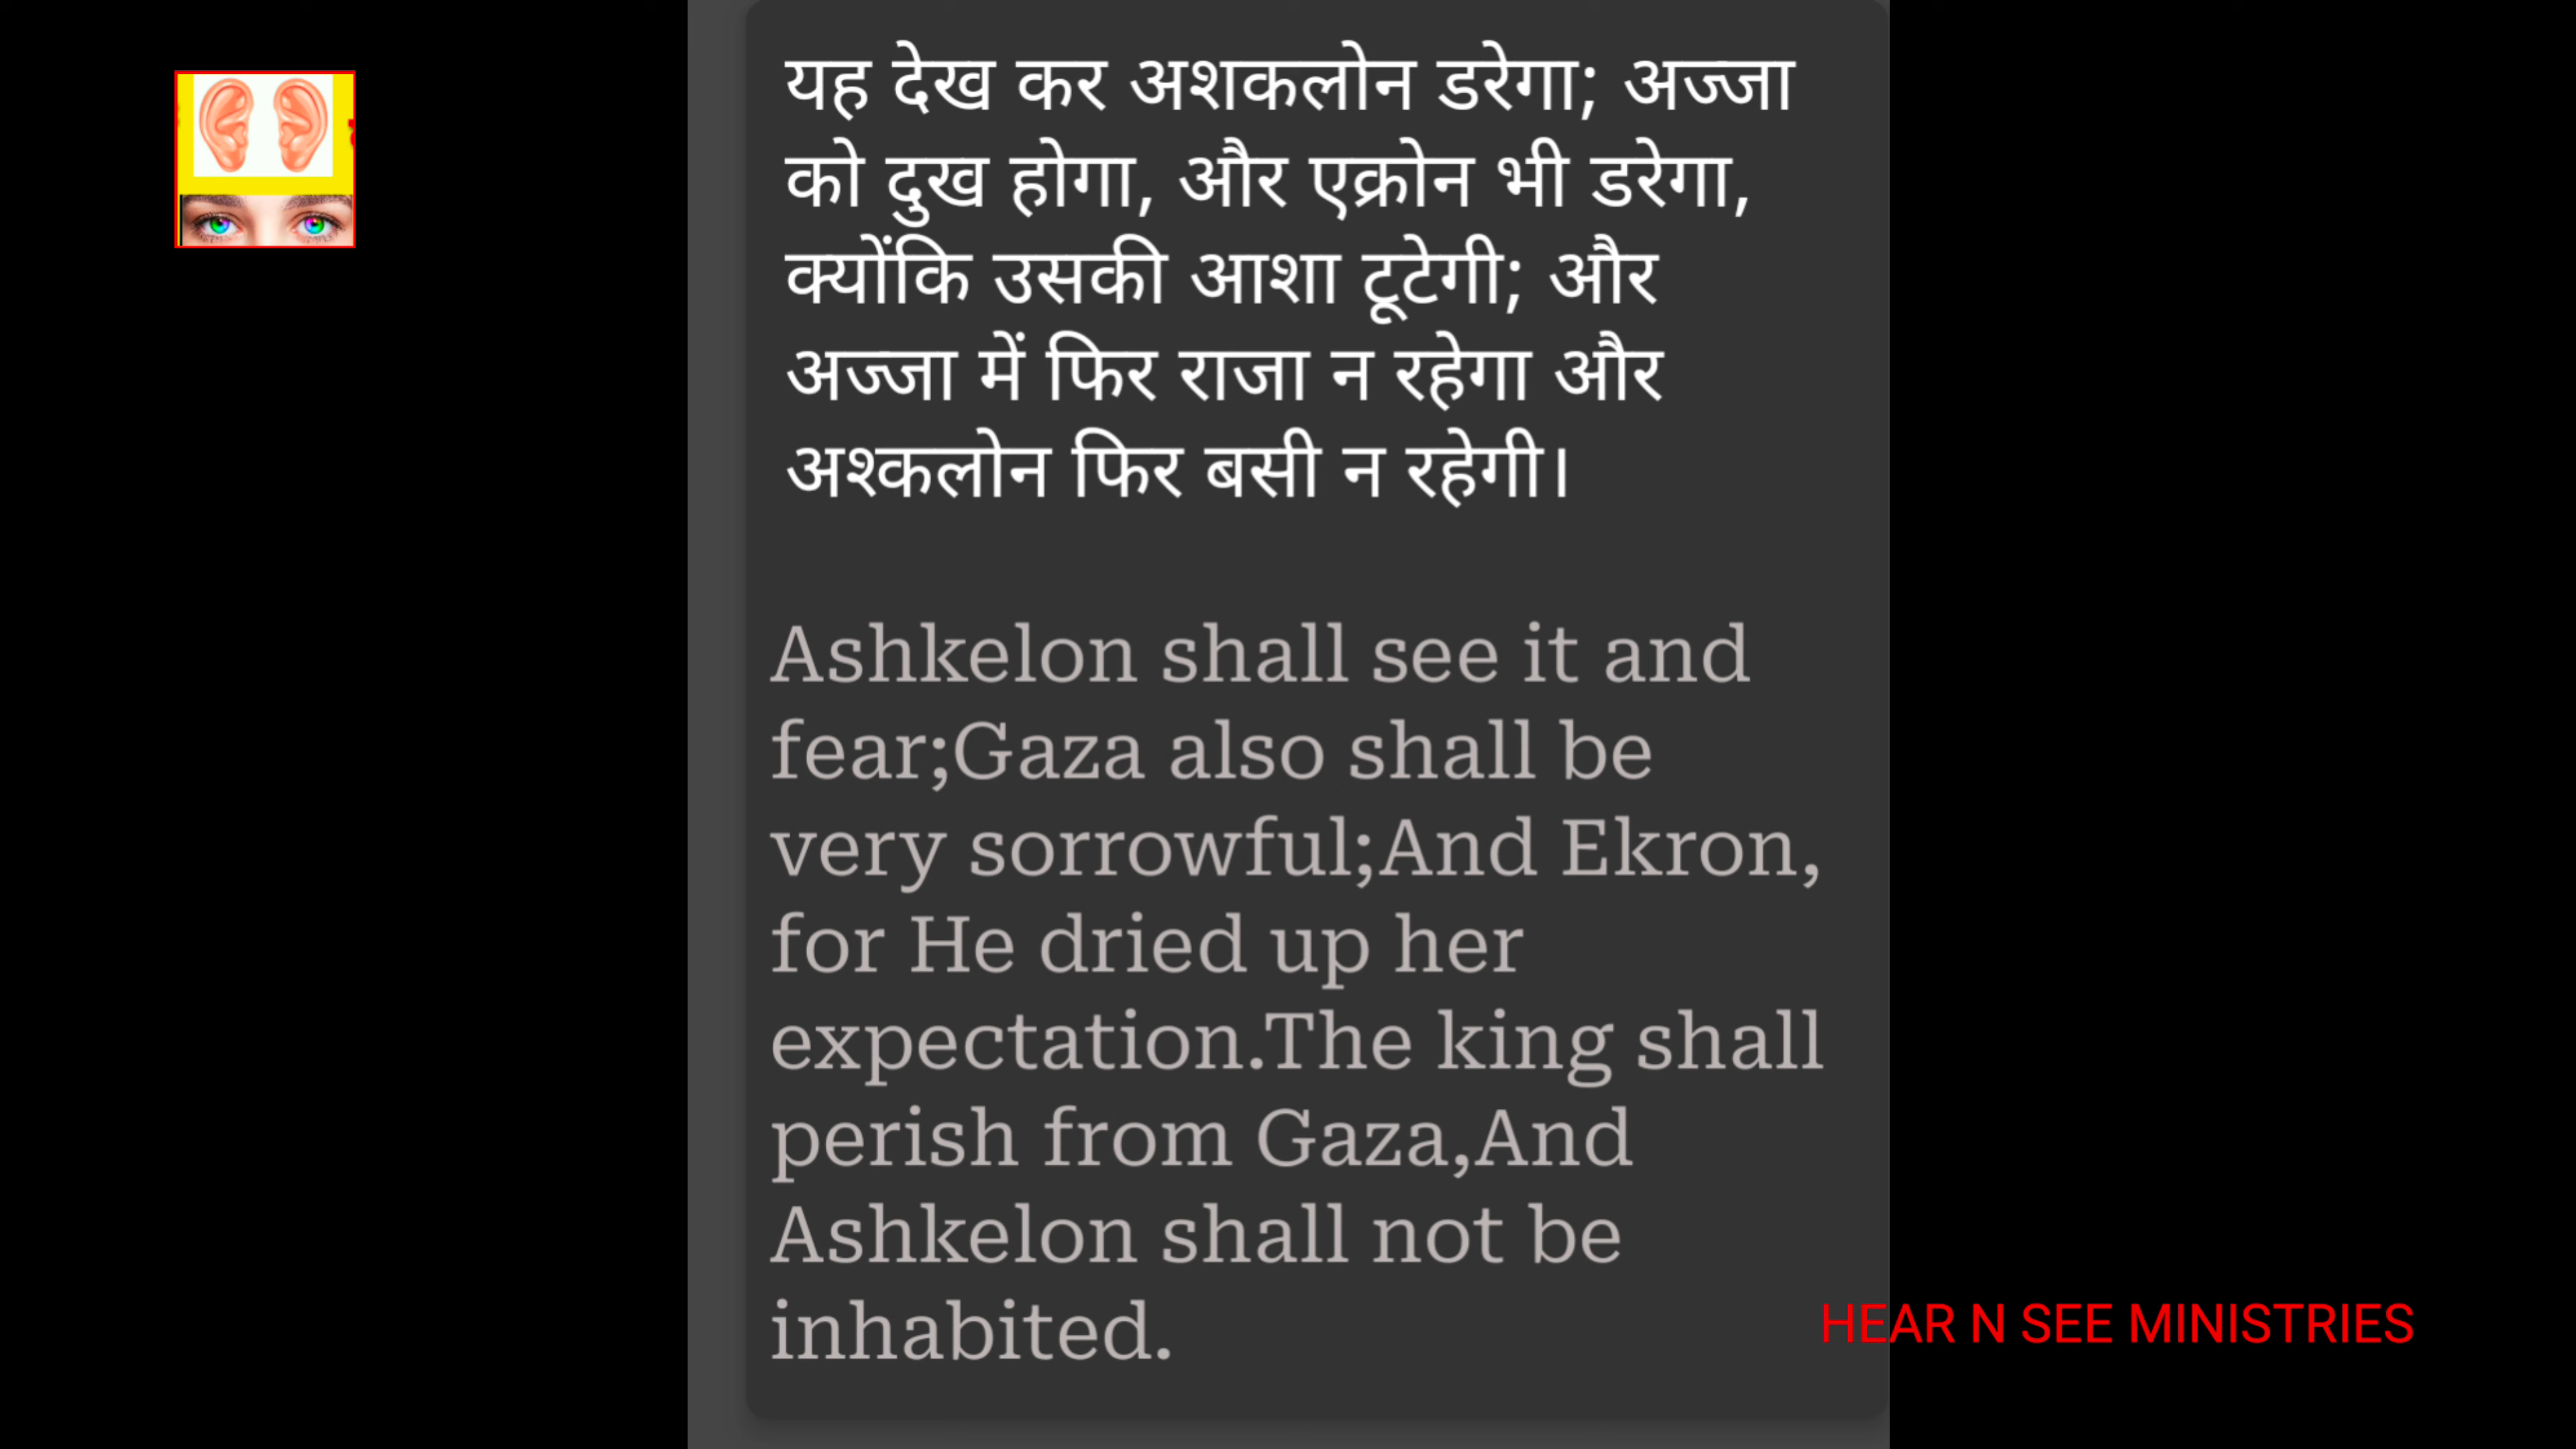 यह देख कर अशकलोन डरेगा; अज्जा
को दुख होगा, और एक्रोन भी डरेगा,
क्योंकि उसकी आशा टूटेगी; और
अज्जा में फिर राजा न रहेगा और
अश्कलोन फिर बसी न रहेगी।
Ashkelon shall see it and
fear;Gaza also shall be
very sorrowful;And Ekron,
for He dried up her
expectation.The king shall
perish from Gaza,And
Ashkelon shall not be
inhabited.
HEAR N SEE MINISTRIES